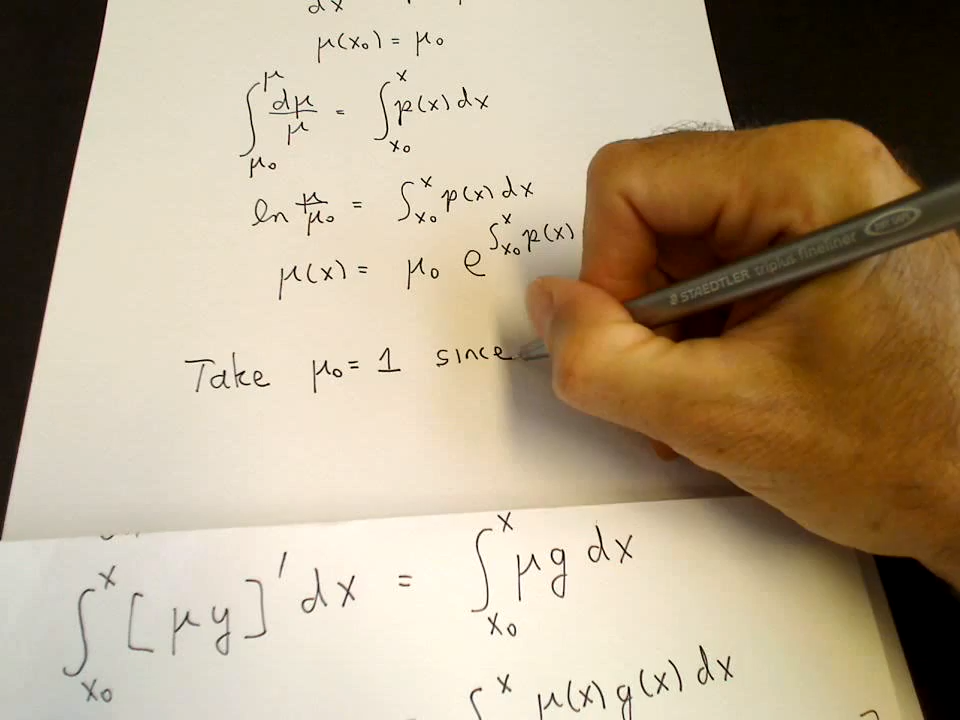 μ(x₀) = μ₀
∫_{μ₀}^{μ} dμ/μ = ∫_{x₀}^{x} p(x) dx
ln μ/μ₀ = ∫_{x₀}^{x} p(x) dx
μ(x) = μ₀ e^{∫_{x₀}^{x} p(x)}
STAEDTLER triplus fineliner
Take μ₀ = 1 since
∫_{x₀}^{x} [μy]' dx = ∫_{x₀}^{x} μg dx
∫^{x} μ(x) g(x) dx